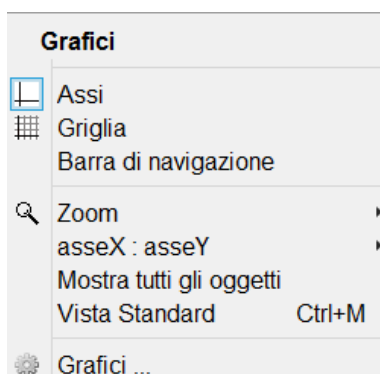 Grafici
Assi
Griglia
Barra di navigazione
Zoom
asseX : asseY
Mostra tutti gli oggetti
Vista Standard Ctrl+M
Grafici ...